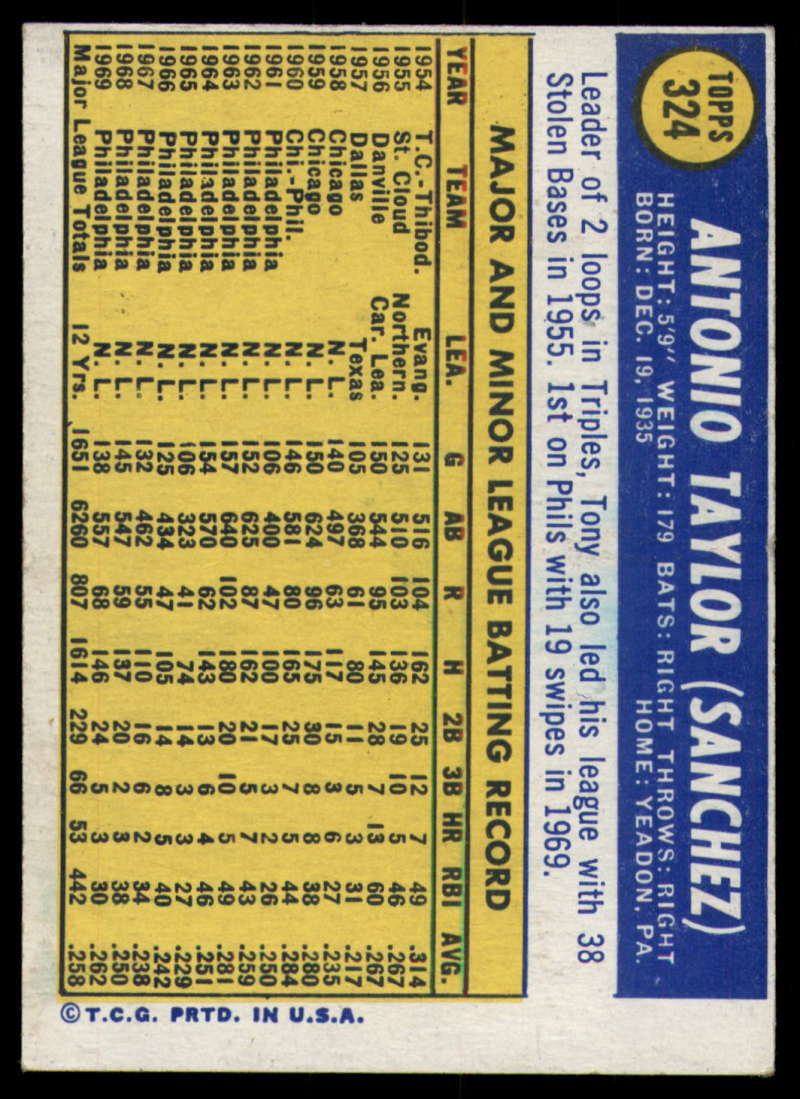 TOPPS
324
ANTONIO TAYLOR (SANCHEZ)
HEIGHT: 5'9" WEIGHT: 179 BATS: RIGHT THROWS: RIGHT
BORN: DEC. 19, 1935 HOME: YEADON, PA.
Leader of 2 loops in Triples, Tony also led his league with 38
Stolen Bases in 1955. 1st on Phils with 19 swipes in 1969.
MAJOR AND MINOR LEAGUE BATTING RECORD
YEAR TEAM LEA. G AB R H 2B 3B HR RBI AVG.
1954 T.C.-Thibod. Evang. 131 516 104 162 25 12 7 49 .314
1955 St. Cloud Northern. 125 510 103 136 19 10 5 46 .267
1956 Danville Car. Lea. 150 544 95 145 28 7 13 60 .267
1957 Dallas Texas 105 368 61 80 11 5 3 31 .217
1958 Chicago N. L. 140 497 63 117 15 3 6 27 .235
1959 Chicago N. L. 150 624 96 175 30 8 8 38 .280
1960 Chi.-Phil. N. L. 146 581 80 165 25 7 5 44 .284
1961 Philadelphia N. L. 106 400 47 100 17 3 2 26 .250
1962 Philadelphia N. L. 152 625 87 162 21 5 7 43 .259
1963 Philadelphia N. L. 157 640 102 180 20 10 5 49 .281
1964 Philadelphia N. L. 154 570 62 143 13 6 4 46 .251
1965 Philadelphia N. L. 106 323 41 74 14 3 3 27 .229
1966 Philadelphia N. L. 125 434 47 105 14 8 5 40 .242
1967 Philadelphia N. L. 132 462 55 110 16 6 2 34 .238
1968 Philadelphia N. L. 145 547 59 137 20 2 3 38 .250
1969 Philadelphia N. L. 138 557 68 146 24 5 3 30 .262
Major League Totals 12 Yrs. 1651 6260 807 1614 229 66 53 442 .258
© T.C.G. PRTD. IN U.S.A.